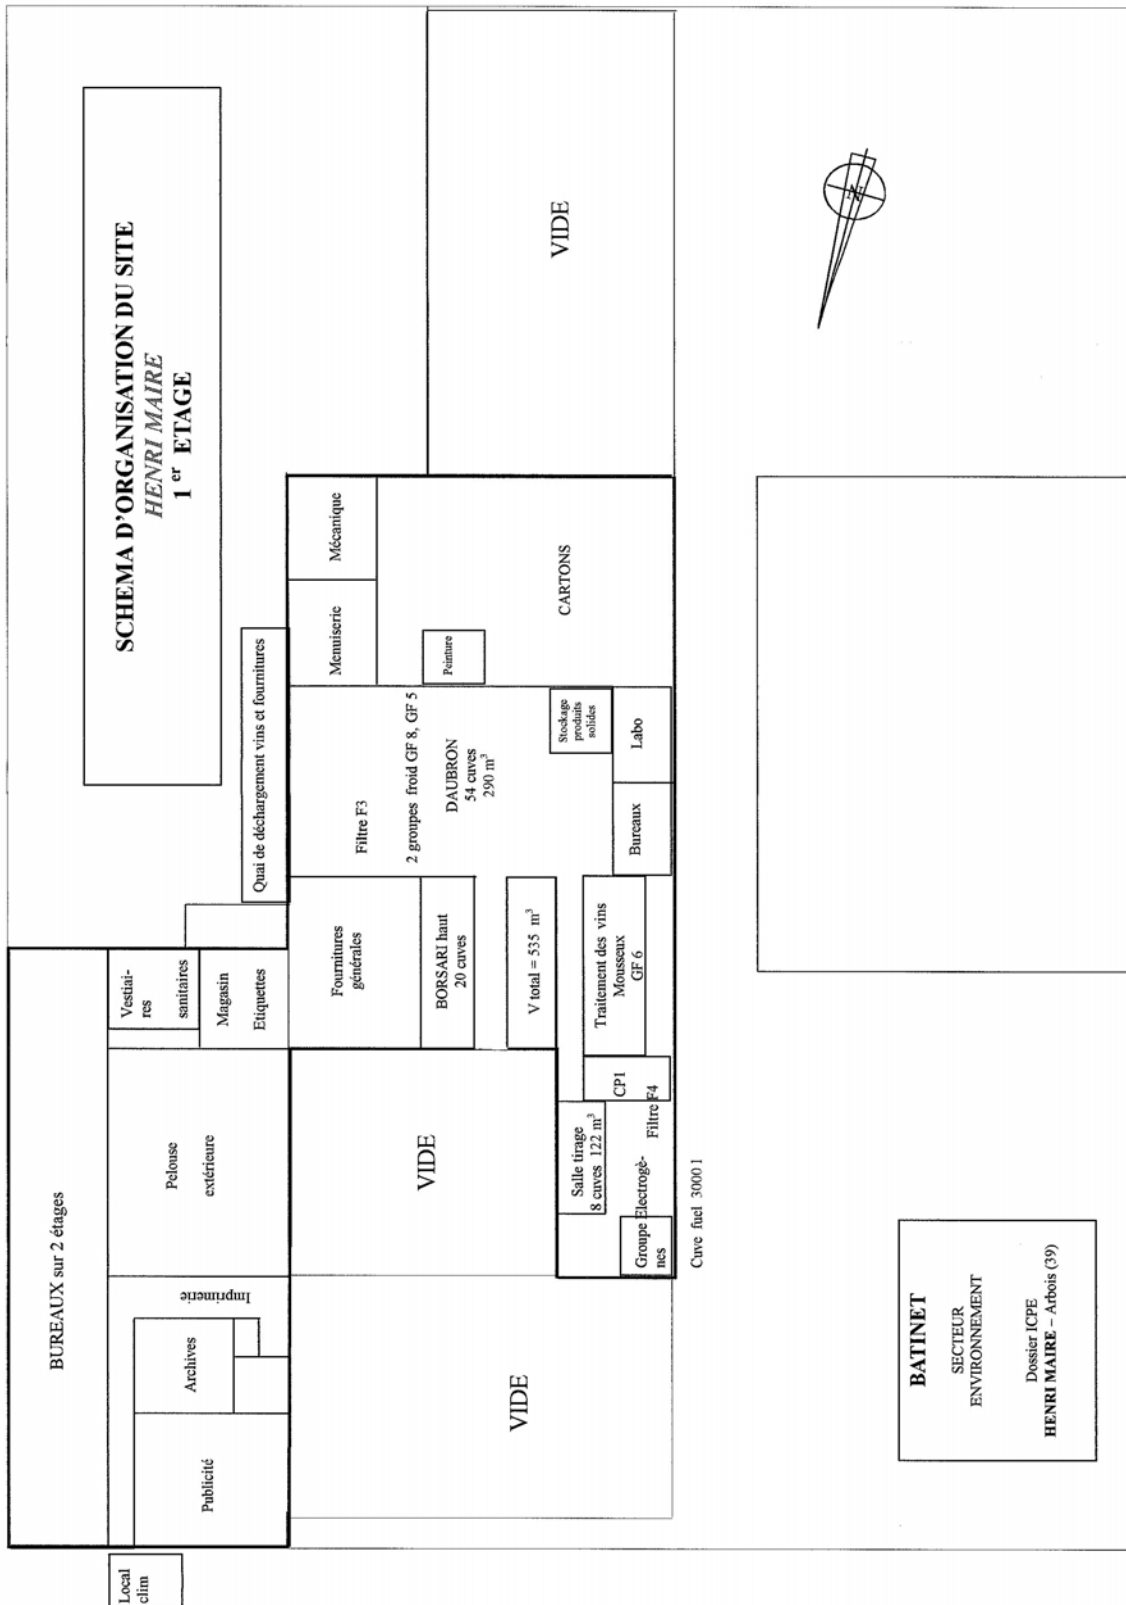 SCHEMA D'ORGANISATION DU SITE
HENRI MAIRE
1 er ETAGE
BUREAUX sur 2 étages
Local
clim
Publicité
Archives
Imprimerie
Pelouse
extérieure
Vestiai-
res
sanitaires
Magasin
Etiquettes
Quai de déchargement vins et fournitures
Menuiserie
Mécanique
Fournitures
générales
Filtre F3
2 groupes froid GF 8, GF 5
Peinture
BORSARI haut
20 cuves
DAUBRON
54 cuves
290 m³
V total = 535 m³
CARTONS
VIDE
VIDE
VIDE
Stockage
produits
solides
Labo
Bureaux
Traitement des vins
Mousseux
GF 6
CP1
Filtre F4
Salle tirage
8 cuves 122 m³
Groupe Electrogè-
nes
Cuve fuel 3000 l
N
BATINET
SECTEUR
ENVIRONNEMENT
Dossier ICPE
HENRI MAIRE – Arbois (39)